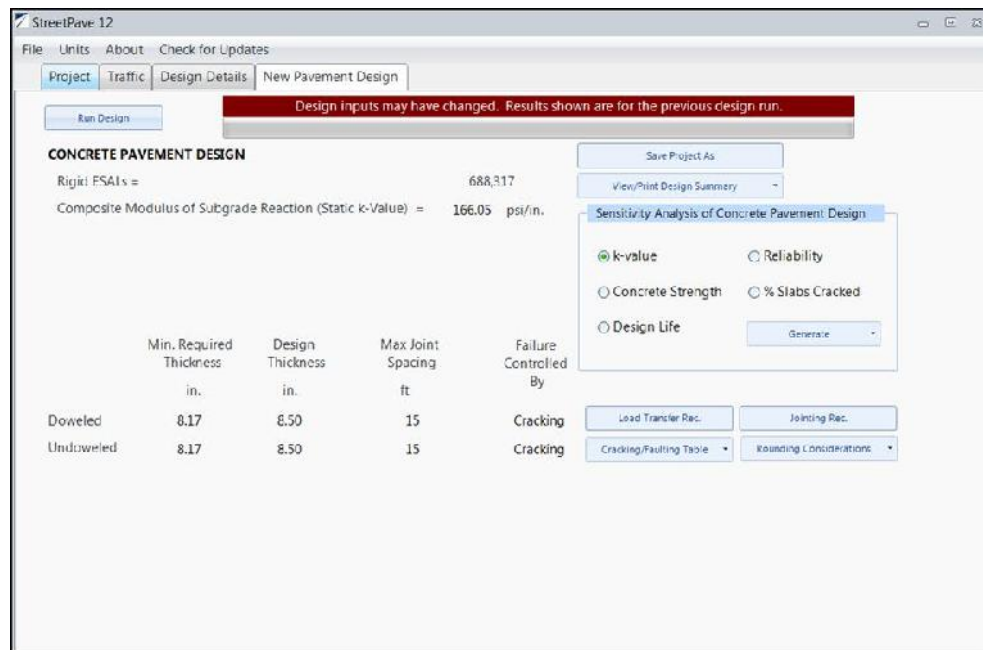 StreetPave 12
File Units About Check for Updates
Project Traffic Design Details New Pavement Design
Run Design
Design inputs may have changed. Results shown are for the previous design run.
CONCRETE PAVEMENT DESIGN
Rigid ESALs = 688,317
Composite Modulus of Subgrade Reaction (Static k-Value) = 166.05 psi/in.
Save Project As
View/Print Design Summary
Sensitivity Analysis of Concrete Pavement Design
k-value Reliability
Concrete Strength % Slabs Cracked
Design Life Generate
Min. Required Design Max Joint Failure
Thickness Thickness Spacing Controlled
By
in. in. ft
Doweled 8.17 8.50 15 Cracking
Undoweled 8.17 8.50 15 Cracking
Load Transfer Rec. Jointing Rec.
Cracking/Faulting Table Rounding Considerations